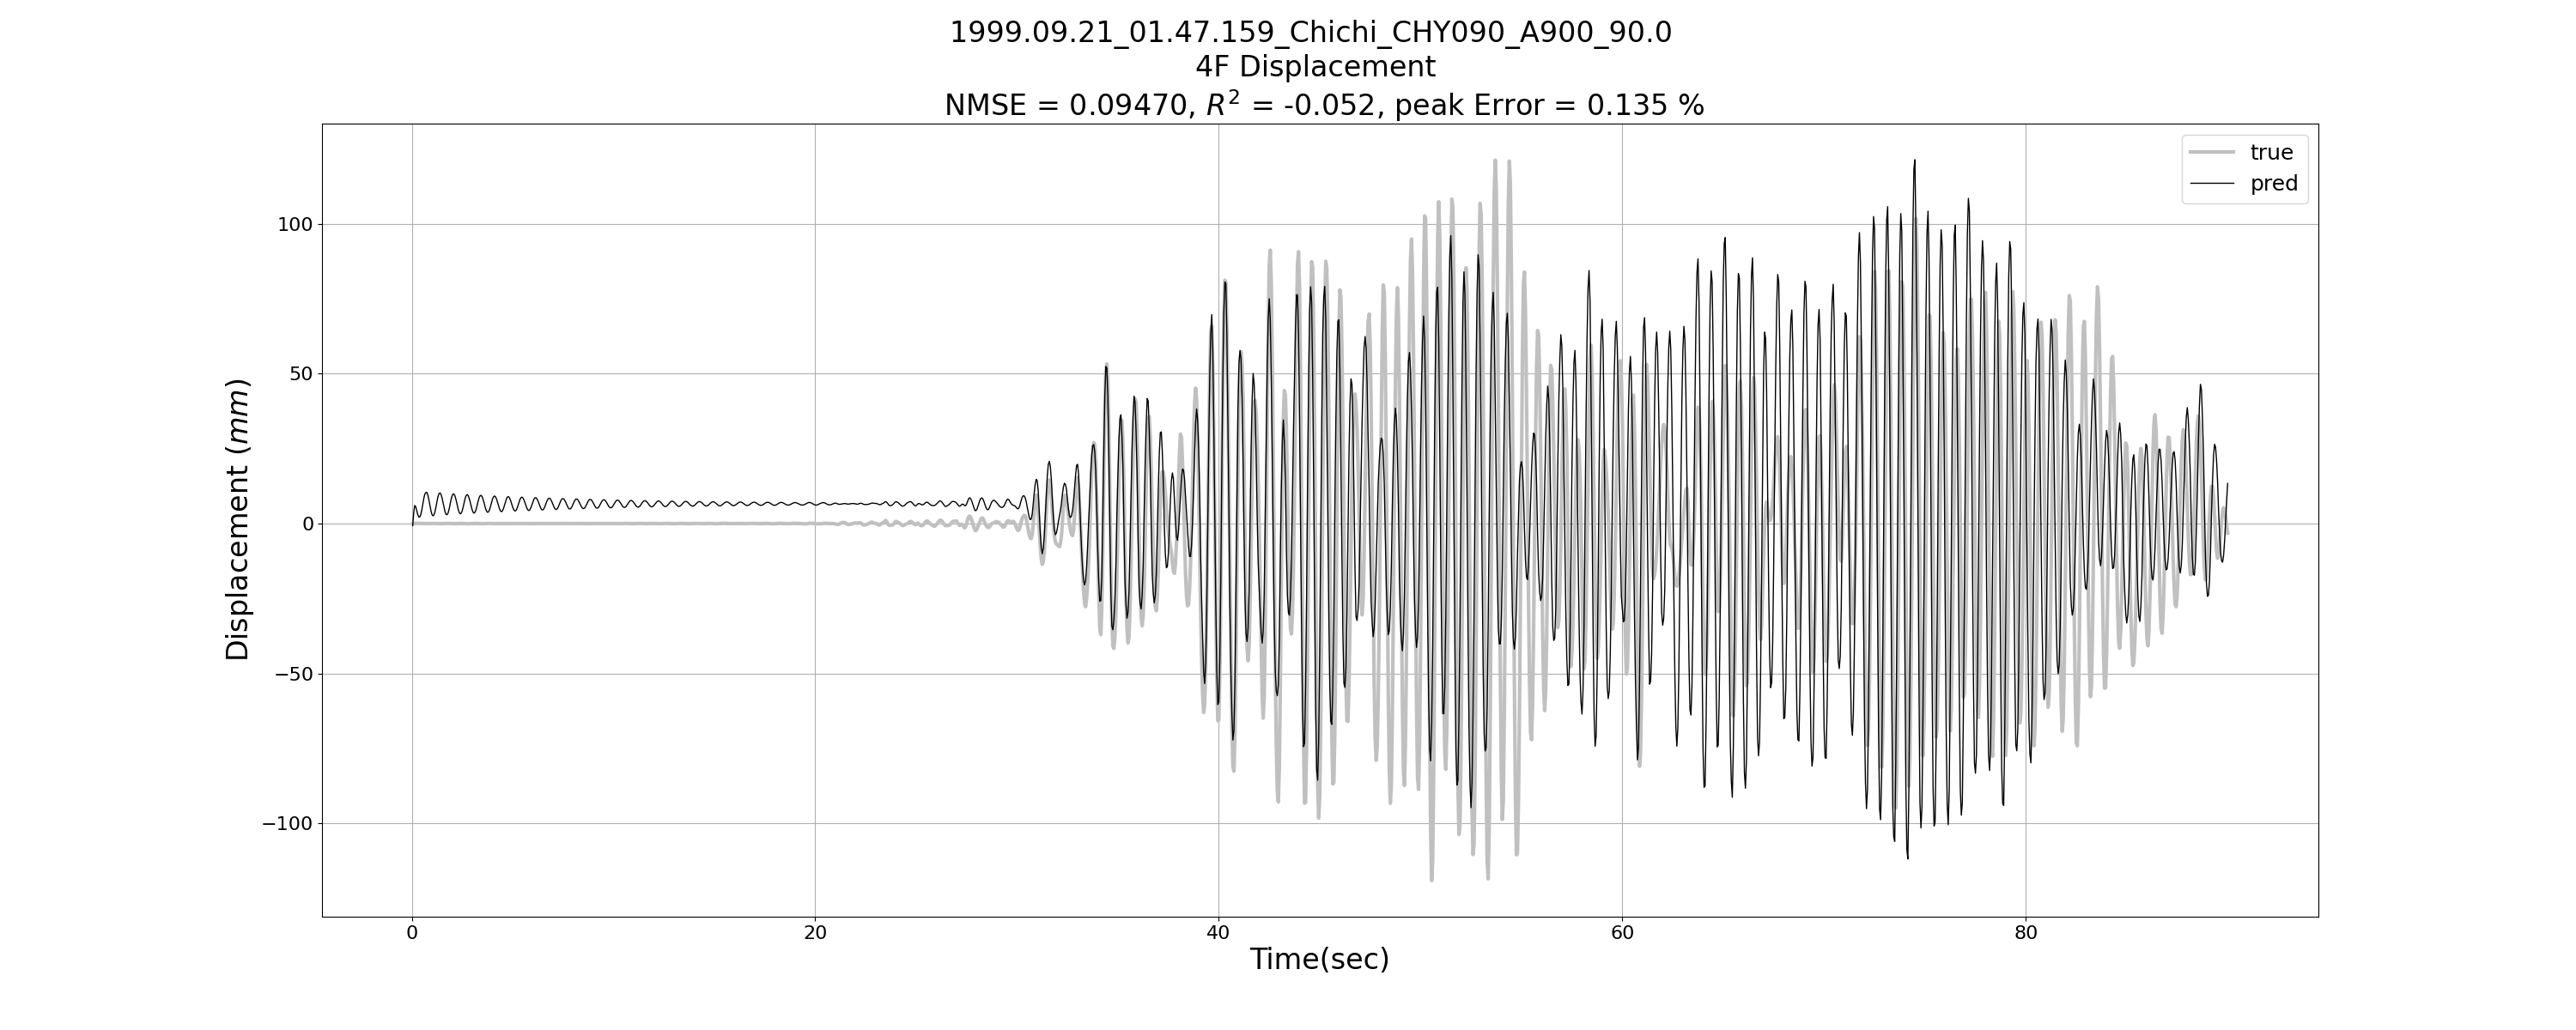 1999.09.21_01.47.159_Chichi_CHY090_A900_90.0
4F Displacement
NMSE = 0.09470, R² = -0.052, peak Error = 0.135 %
true
pred
Displacement (mm)
100
50
0
−50
−100
0 20 40 60 80
Time(sec)